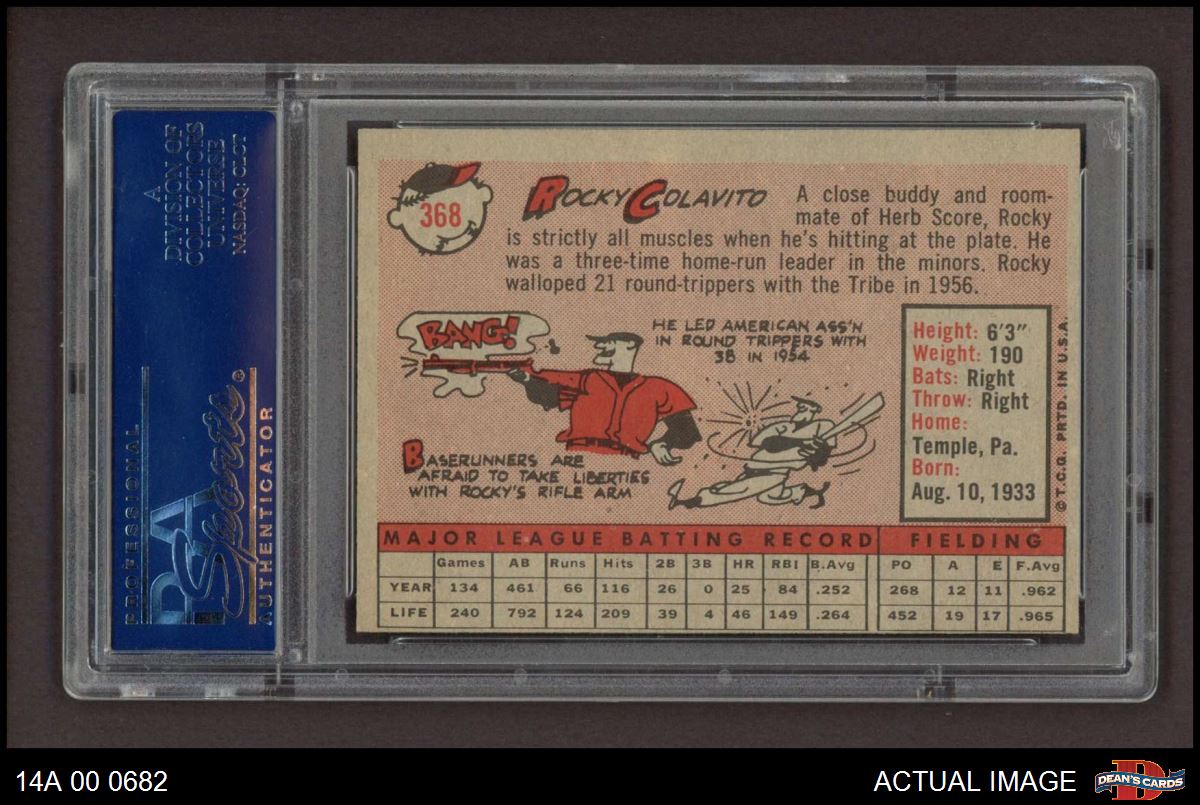 A
DIVISION OF
COLLECTORS
UNIVERSE
NASDAQ: CLCT
PROFESSIONAL
PSA
Sports®
AUTHENTICATOR
368
ROCKY COLAVITO
A close buddy and room-
mate of Herb Score, Rocky
is strictly all muscles when he's hitting at the plate. He
was a three-time home-run leader in the minors. Rocky
walloped 21 round-trippers with the Tribe in 1956.
BANG!
HE LED AMERICAN ASS'N
IN ROUND TRIPPERS WITH
38 IN 1954
BASERUNNERS ARE
AFRAID TO TAKE LIBERTIES
WITH ROCKY'S RIFLE ARM
Height: 6'3"
Weight: 190
Bats: Right
Throw: Right
Home:
Temple, Pa.
Born:
Aug. 10, 1933
© T.C.G. PRTD. IN U.S.A.
MAJOR LEAGUE BATTING RECORD FIELDING
Games AB Runs Hits 2B 3B HR RBI B.Avg PO A E F.Avg
YEAR 134 461 66 116 26 0 25 84 .252 268 12 11 .962
LIFE 240 792 124 209 39 4 46 149 .264 452 19 17 .965
14A 00 0682
ACTUAL IMAGE
DEAN'S CARDS